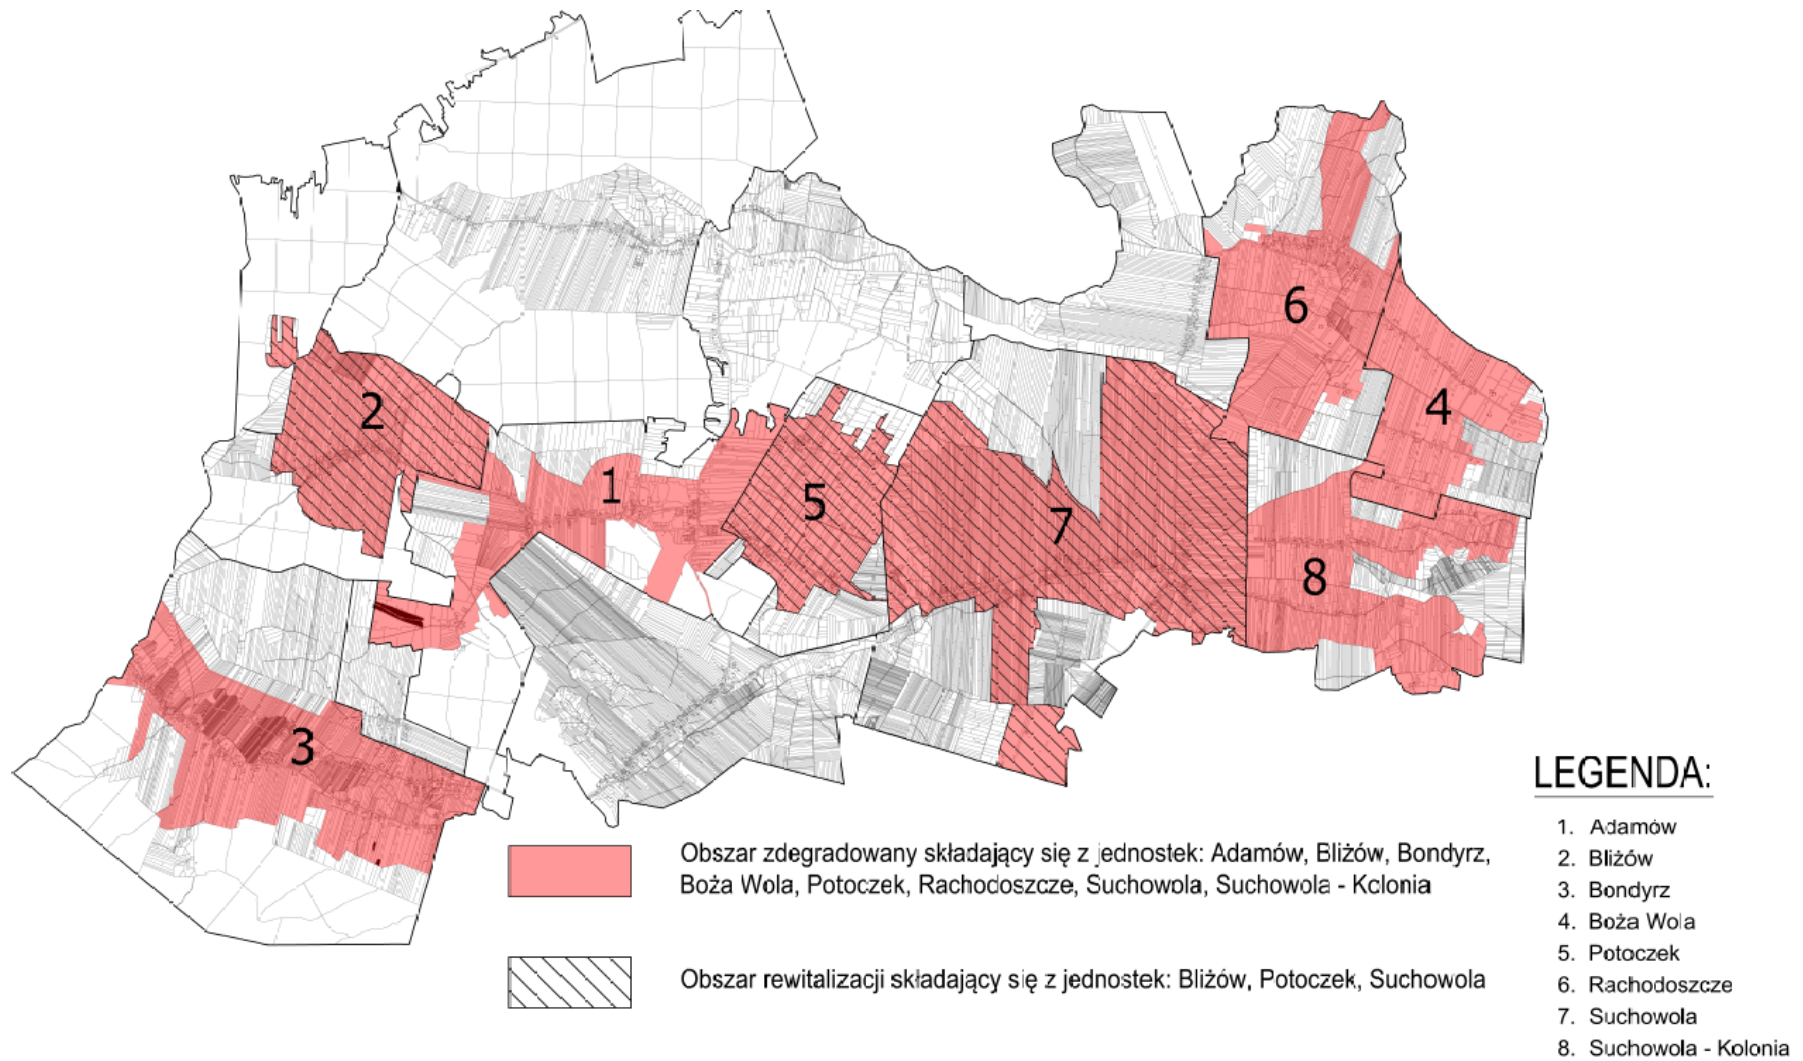 6
2
4
1
5
7
8
3
LEGENDA:
1. Adamów
2. Bliżów
3. Bondyrz
4. Boża Wola
5. Potoczek
6. Rachodoszcze
7. Suchowola
8. Suchowola - Kolonia
Obszar zdegradowany składający się z jednostek: Adamów, Bliżów, Bondyrz,
Boża Wola, Potoczek, Rachodoszcze, Suchowola, Suchowola - Kolonia
Obszar rewitalizacji składający się z jednostek: Bliżów, Potoczek, Suchowola